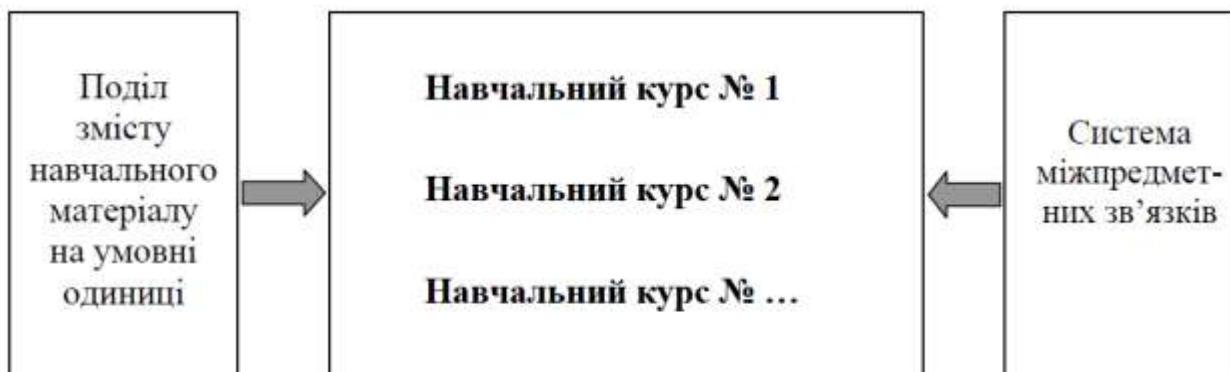 Поділ
змісту
навчального
матеріалу
на умовні
одиниці
Навчальний курс № 1
Навчальний курс № 2
Навчальний курс № …
Система
міжпредмет-
них зв’язків